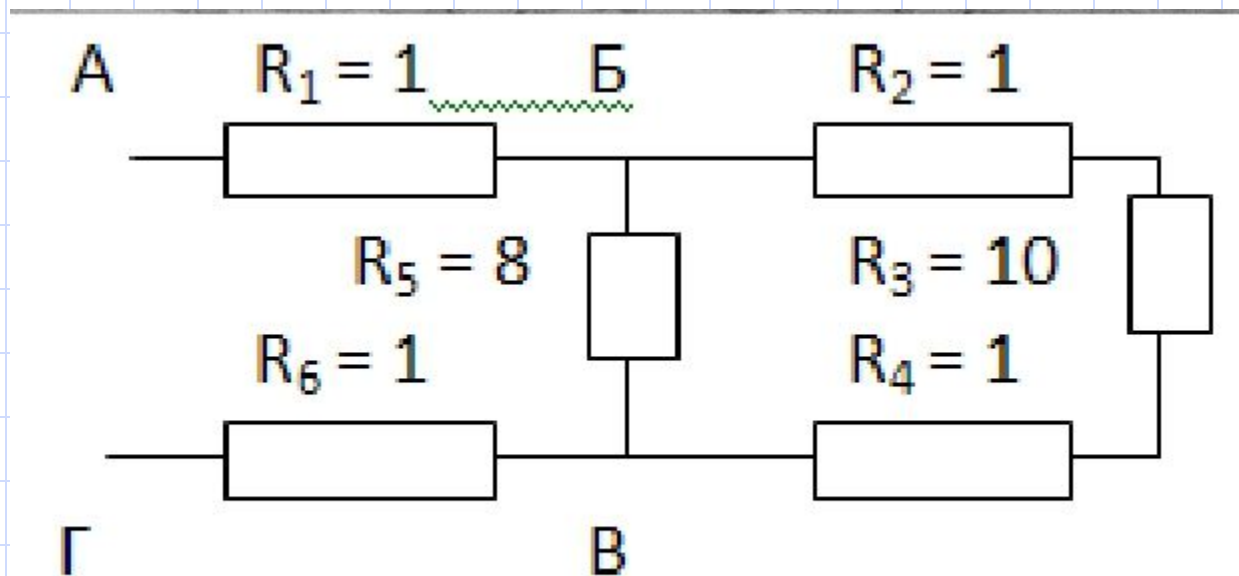 А R₁ = 1 Б R₂ = 1
R₅ = 8 R₃ = 10
R₆ = 1 R₄ = 1
Г В